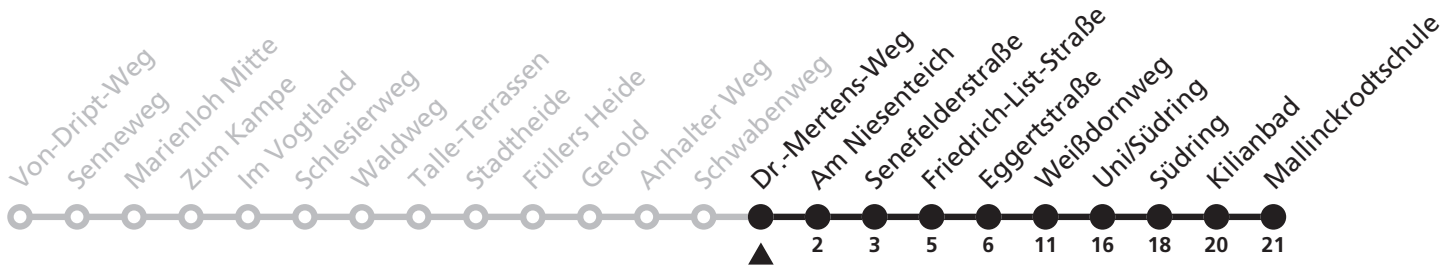 Von-Dript-Weg
Senneweg
Marienloh Mitte
Zum Kampe
Im Vogtland
Schlesierweg
Waldweg
Talle-Terrassen
Stadtheide
Füllers Heide
Gerold
Anhalter Weg
Schwabenweg
Dr.-Mertens-Weg
Am Niesenteich
Senefelderstraße
Friedrich-List-Straße
Eggertstraße
Weißdornweg
Uni/Südring
Südring
Kilianbad
Mallinckrodtschule
2 3 5 6 11 16 18 20 21